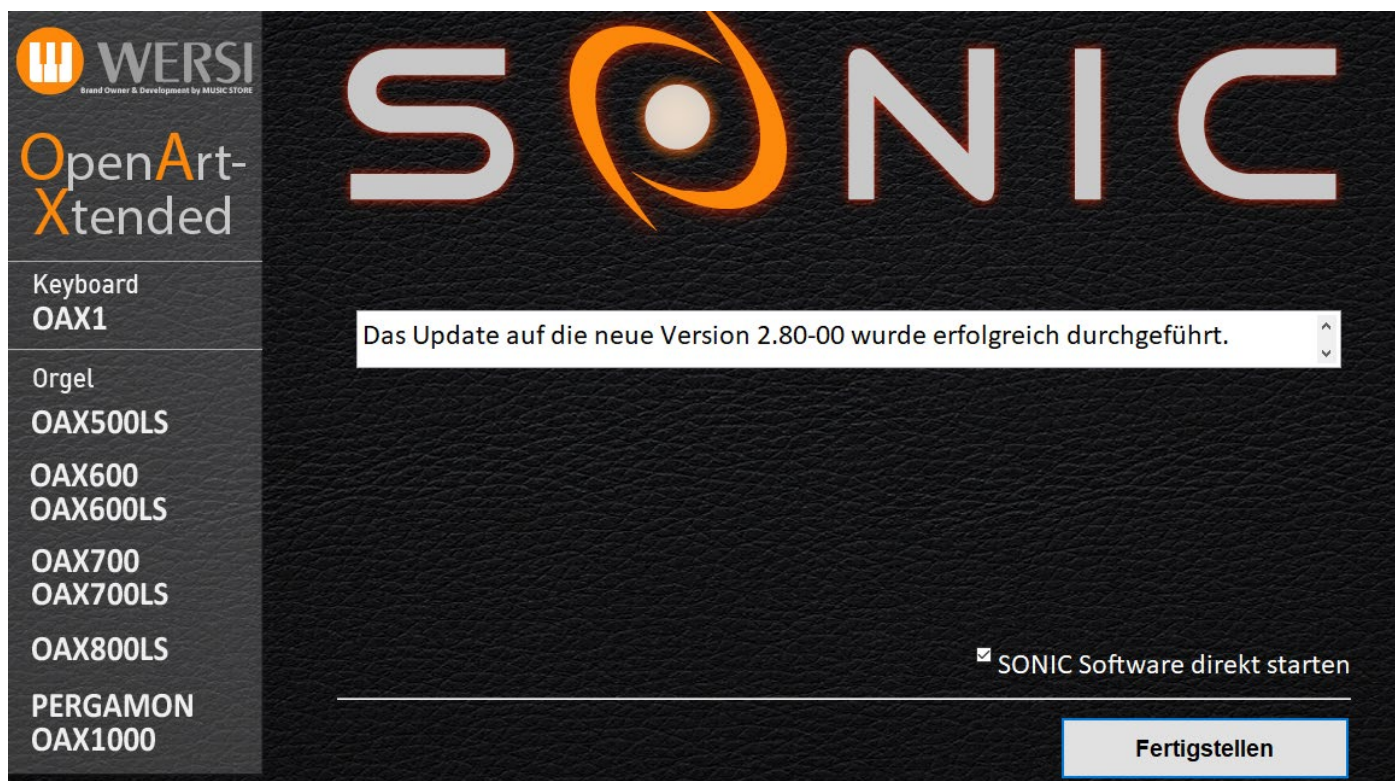 WERSI
Brand Owner & Development by MUSIC STORE
OpenArt-
Xtended
Keyboard
OAX1
Orgel
OAX500LS
OAX600
OAX600LS
OAX700
OAX700LS
OAX800LS
PERGAMON
OAX1000
SONIC
Das Update auf die neue Version 2.80-00 wurde erfolgreich durchgeführt.
SONIC Software direkt starten
Fertigstellen